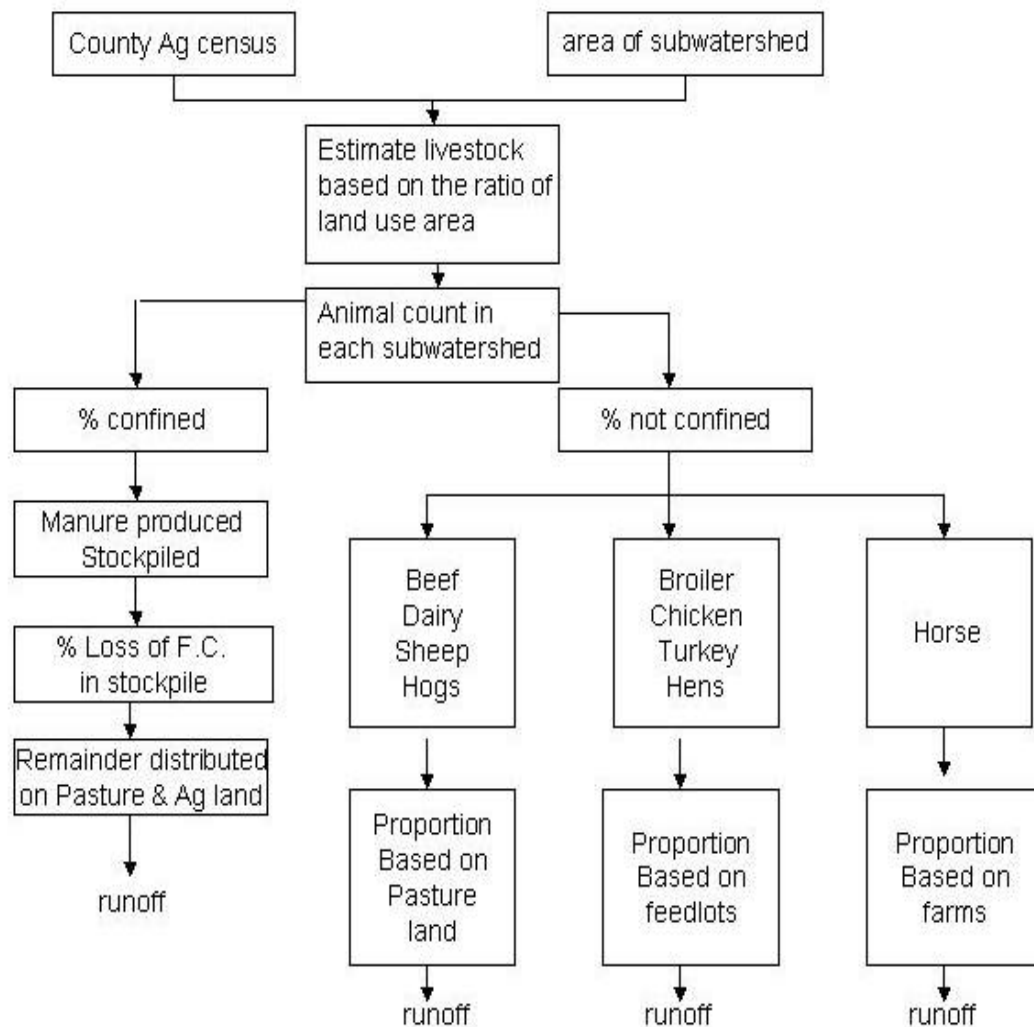 County Ag census
area of subwatershed
Estimate livestock
based on the ratio of
land use area
Animal count in
each subwatershed
% confined
% not confined
Manure produced
Stockpiled
% Loss of F.C.
in stockpile
Remainder distributed
on Pasture & Ag land
runoff
Beef
Dairy
Sheep
Hogs
Broiler
Chicken
Turkey
Hens
Horse
Proportion
Based on
Pasture
land
Proportion
Based on
feedlots
Proportion
Based on
farms
runoff
runoff
runoff